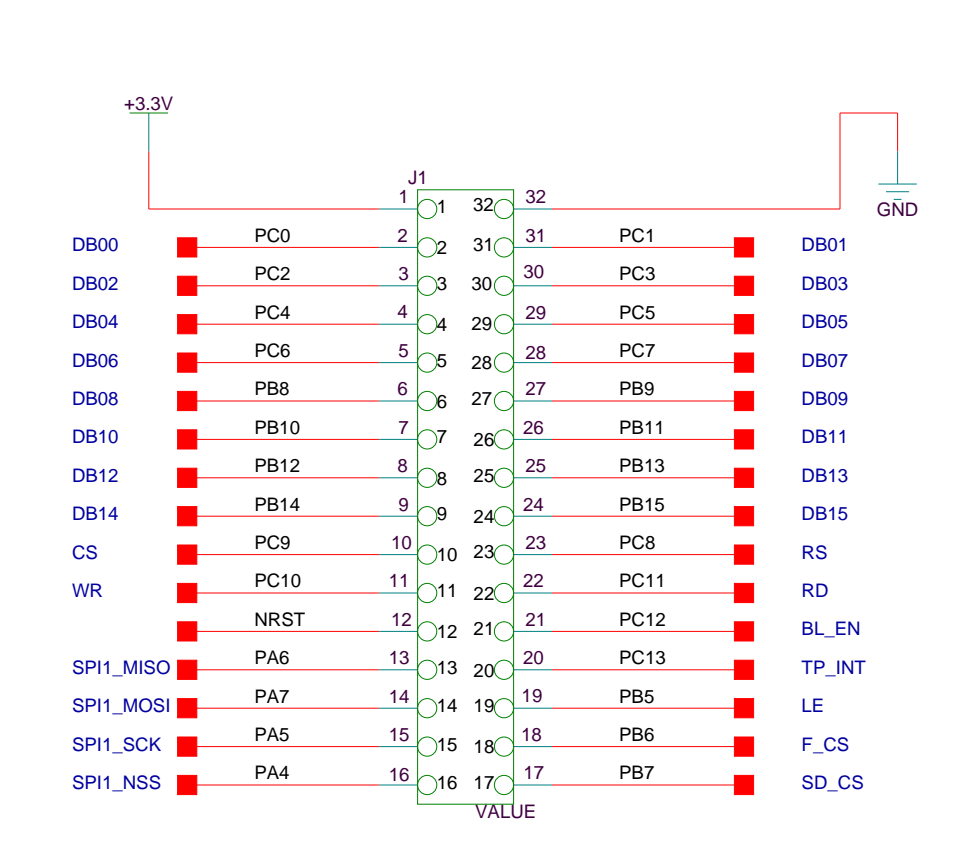 +3.3V
J1
1 1 32 32
GND
DB00 PC0 2 2 31 31 PC1 DB01
DB02 PC2 3 3 30 30 PC3 DB03
DB04 PC4 4 4 29 29 PC5 DB05
DB06 PC6 5 5 28 28 PC7 DB07
DB08 PB8 6 6 27 27 PB9 DB09
DB10 PB10 7 7 26 26 PB11 DB11
DB12 PB12 8 8 25 25 PB13 DB13
DB14 PB14 9 9 24 24 PB15 DB15
CS PC9 10 10 23 23 PC8 RS
WR PC10 11 11 22 22 PC11 RD
NRST 12 12 21 21 PC12 BL_EN
SPI1_MISO PA6 13 13 20 20 PC13 TP_INT
SPI1_MOSI PA7 14 14 19 19 PB5 LE
SPI1_SCK PA5 15 15 18 18 PB6 F_CS
SPI1_NSS PA4 16 16 17 17 PB7 SD_CS
VALUE